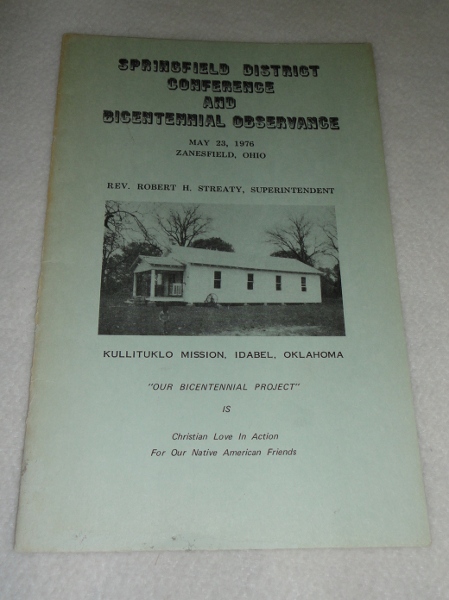 SPRINGFIELD DISTRICT
CONFERENCE
AND
BICENTENNIAL OBSERVANCE
MAY 23, 1976
ZANESFIELD, OHIO
REV. ROBERT H. STREATY, SUPERINTENDENT
KULLITUKLO MISSION, IDABEL, OKLAHOMA
"OUR BICENTENNIAL PROJECT"
IS
Christian Love In Action
For Our Native American Friends